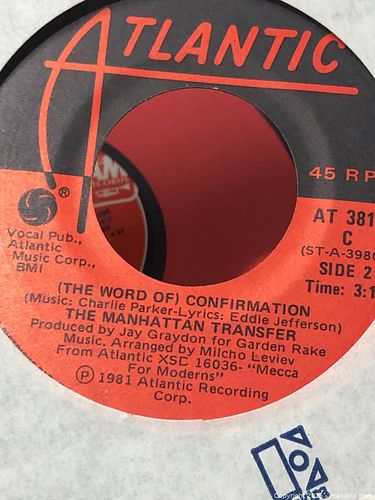 ATLANTIC
45 RP
AT 381
C
(ST-A-3980
SIDE 2
Time: 3:1
®
Vocal Pub.,
Atlantic
Music Corp.,
BMI
(THE WORD OF) CONFIRMATION
(Music: Charlie Parker-Lyrics: Eddie Jefferson)
THE MANHATTAN TRANSFER
Produced by Jay Graydon for Garden Rake
Music. Arranged by Milcho Leviev
From Atlantic XSC 16036- "Mecca
For Moderns"
Ⓟ 1981 Atlantic Recording
Corp.
A&M